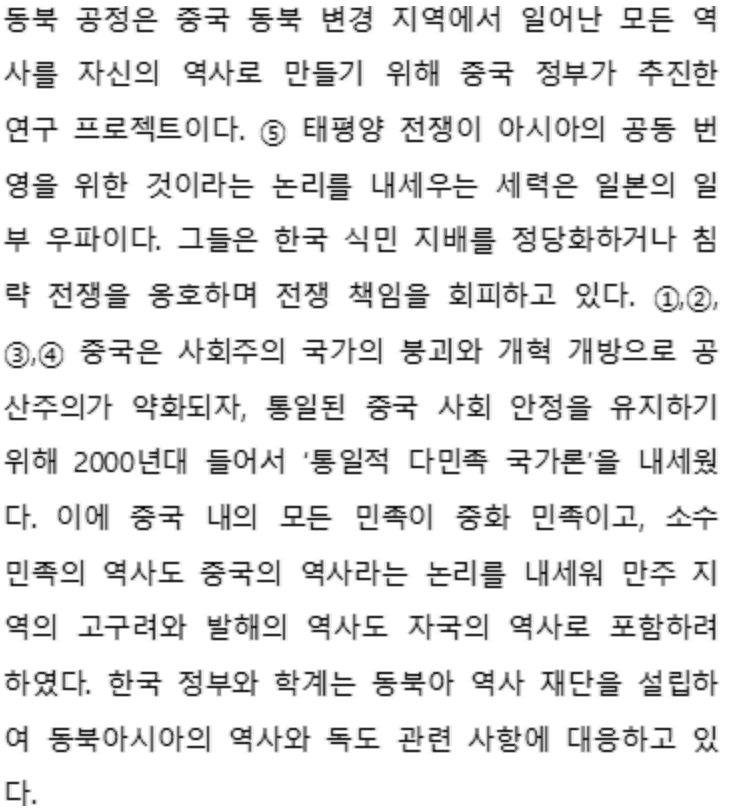 동북 공정은 중국 동북 변경 지역에서 일어난 모든 역
사를 자신의 역사로 만들기 위해 중국 정부가 추진한
연구 프로젝트이다. ⑤ 태평양 전쟁이 아시아의 공동 번
영을 위한 것이라는 논리를 내세우는 세력은 일본의 일
부 우파이다. 그들은 한국 식민 지배를 정당화하거나 침
략 전쟁을 옹호하며 전쟁 책임을 회피하고 있다. ①,②,
③,④ 중국은 사회주의 국가의 붕괴와 개혁 개방으로 공
산주의가 약화되자, 통일된 중국 사회 안정을 유지하기
위해 2000년대 들어서 ‘통일적 다민족 국가론’을 내세웠
다. 이에 중국 내의 모든 민족이 중화 민족이고, 소수
민족의 역사도 중국의 역사라는 논리를 내세워 만주 지
역의 고구려와 발해의 역사도 자국의 역사로 포함하려
하였다. 한국 정부와 학계는 동북아 역사 재단을 설립하
여 동북아시아의 역사와 독도 관련 사항에 대응하고 있
다.